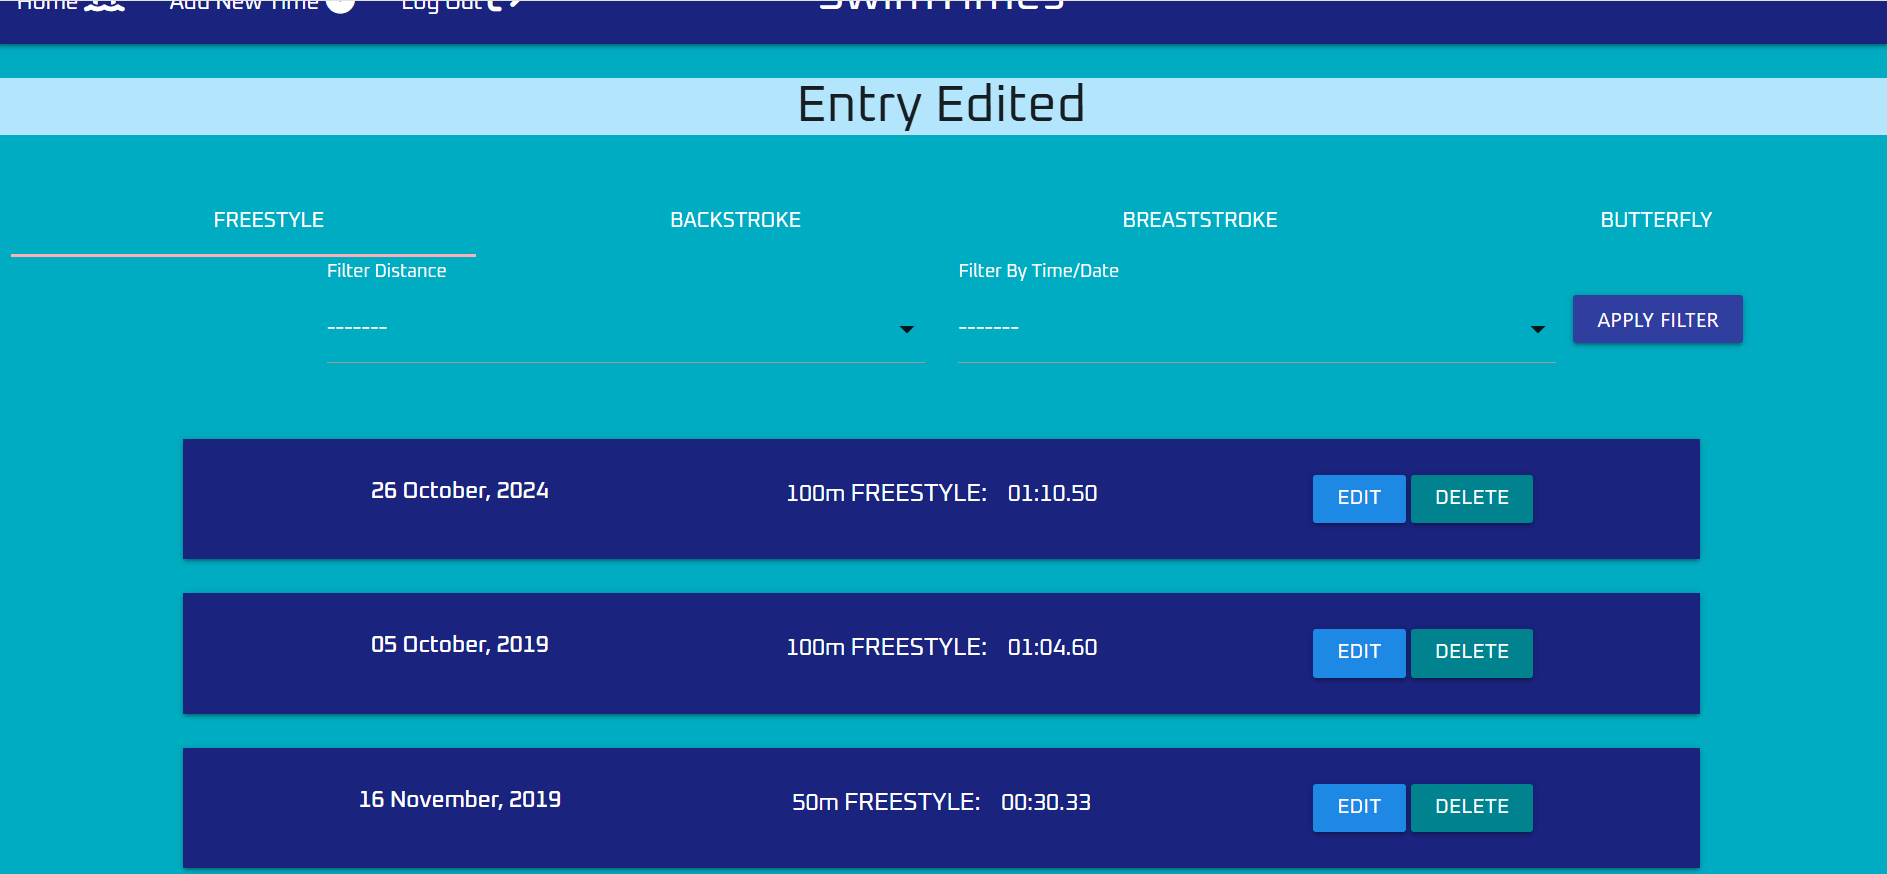 Home Add New Time Log Out SwimTimes
Entry Edited
FREESTYLE BACKSTROKE BREASTSTROKE BUTTERFLY
Filter Distance Filter By Time/Date
------- ------- APPLY FILTER
26 October, 2024 100m FREESTYLE: 01:10.50 EDIT DELETE
05 October, 2019 100m FREESTYLE: 01:04.60 EDIT DELETE
16 November, 2019 50m FREESTYLE: 00:30.33 EDIT DELETE